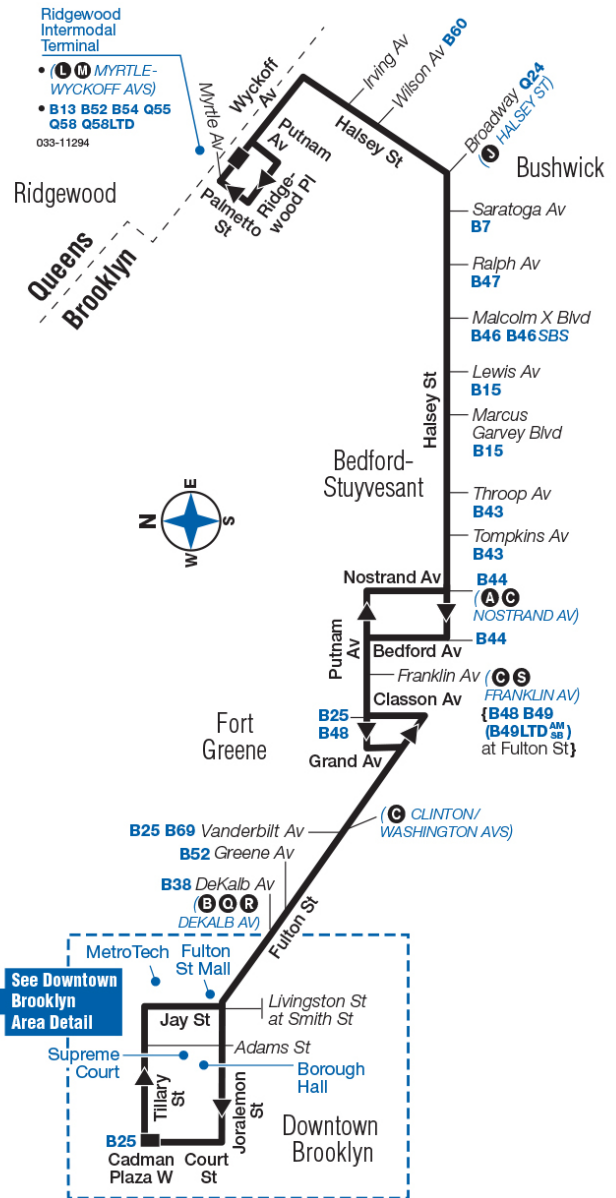 Ridgewood
Intermodal
Terminal
• (L M MYRTLE-
WYCKOFF AVS)
• B13 B52 B54 Q55
Q58 Q58LTD
033-11294
Myrtle Av
Wyckoff
Av
Irving Av
Wilson Av B60
Broadway Q24
(J HALSEY ST)
Halsey St
Putnam
Av
Ridge-
wood Pl
Palmetto
St
Ridgewood
Bushwick
Queens
Brooklyn
Saratoga Av
B7
Ralph Av
B47
Malcolm X Blvd
B46 B46SBS
Lewis Av
B15
Halsey St
Marcus
Garvey Blvd
B15
Bedford-
Stuyvesant
Throop Av
B43
Tompkins Av
B43
N E S W
Nostrand Av
B44
(A C
NOSTRAND AV)
Putnam
Av
Bedford Av
B44
Franklin Av (C S
FRANKLIN AV)
{B48 B49
(B49LTD AM SB)
at Fulton St}
Classon Av
B25
B48
Grand Av
Fort
Greene
(C CLINTON/
WASHINGTON AVS)
B25 B69 Vanderbilt Av
B52 Greene Av
B38 DeKalb Av
(B Q R
DEKALB AV)
Fulton St
MetroTech
Fulton
St Mall
See Downtown
Brooklyn
Area Detail
Jay St
Livingston St
at Smith St
Adams St
Supreme
Court
Borough
Hall
Tillary
St
Joralemon
St
Downtown
Brooklyn
B25
Cadman
Plaza W
Court
St